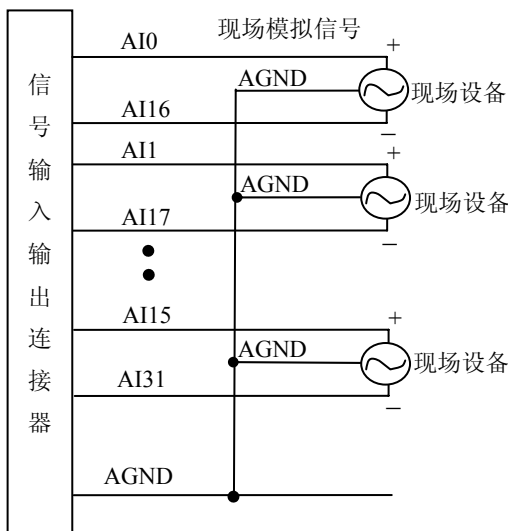 信号输入输出连接器
AI0
现场模拟信号
+
AGND
现场设备
AI16
−
AI1
+
AGND
现场设备
AI17
−
AI15
+
AGND
现场设备
AI31
−
AGND